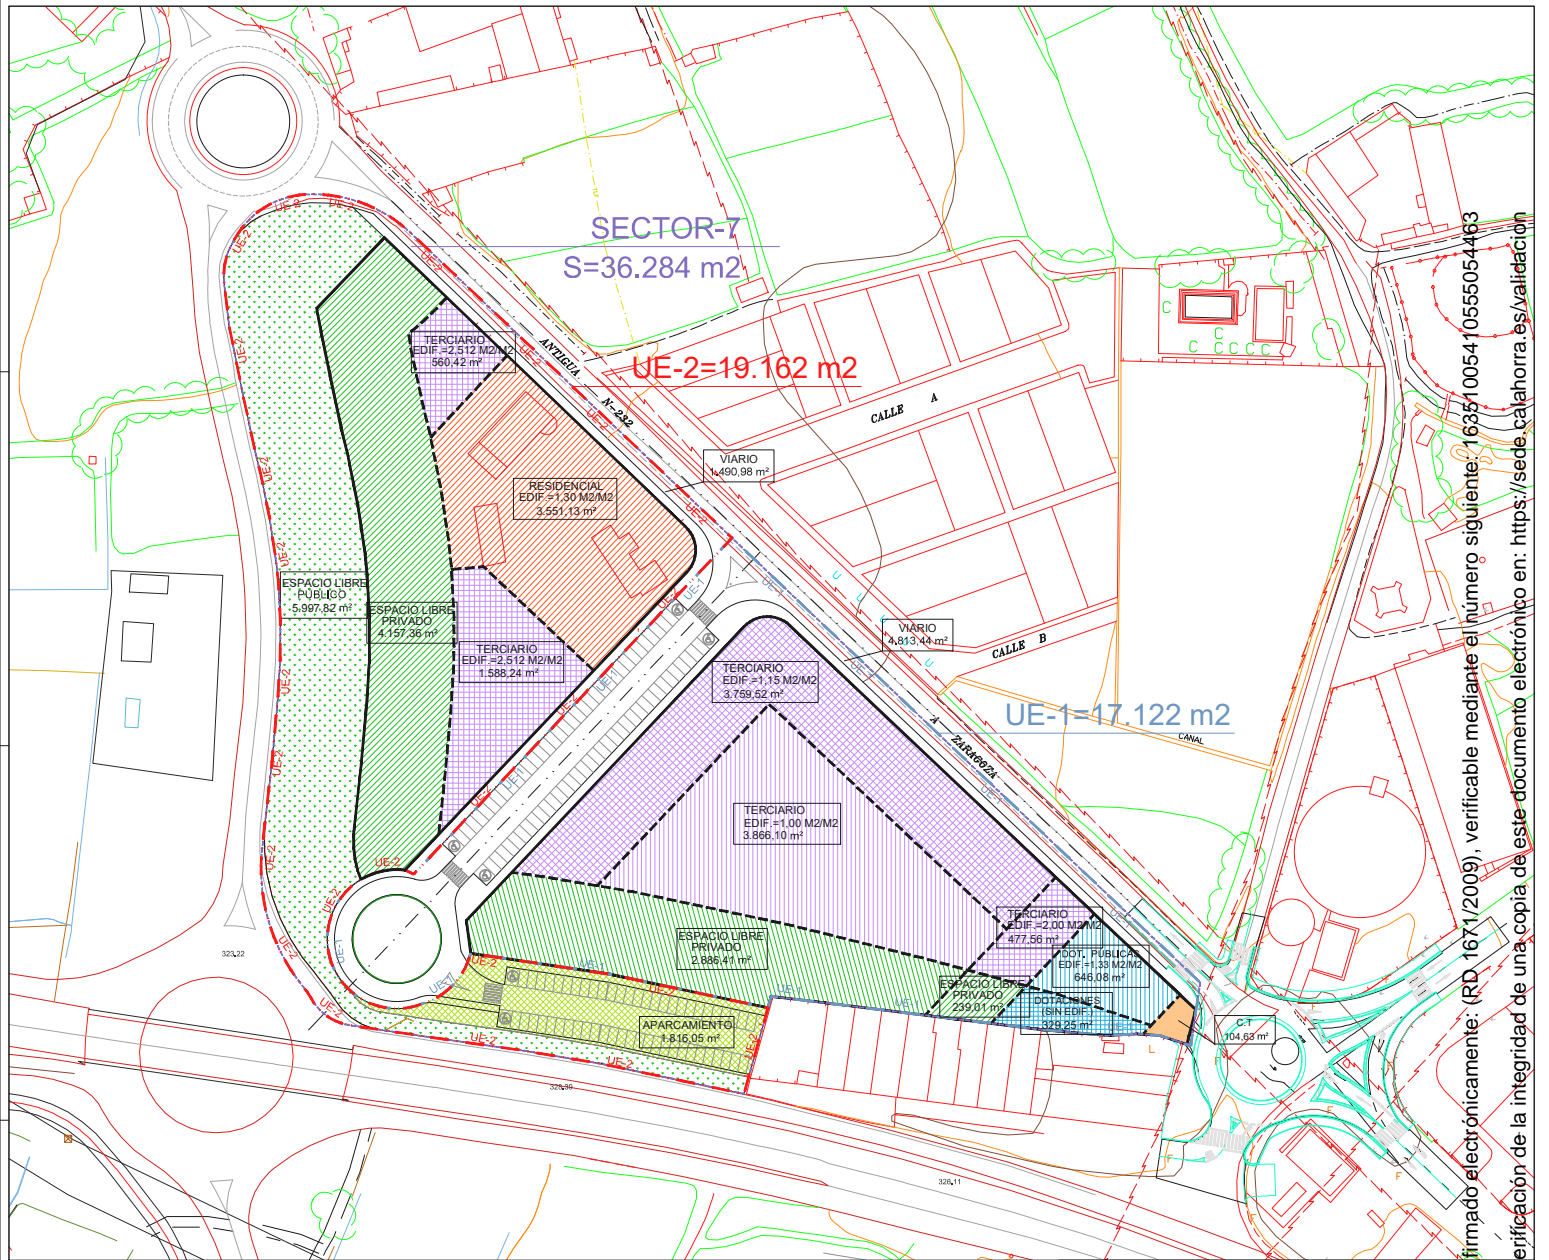 SECTOR-7
S=36.284 m2
UE-2=19.162 m2
UE-1=17.122 m2
TERCIARIO
EDIF.=2,512 M2/M2
560,42 m²
ANTIGUA
N-232
CALLE A
VIARIO
1.490,98 m²
RESIDENCIAL
EDIF.=1,30 M2/M2
3.551,13 m²
ESPACIO LIBRE
PÚBLICO
5.997,82 m²
ESPACIO LIBRE
PRIVADO
4.157,36 m²
TERCIARIO
EDIF.=2,512 M2/M2
1.588,24 m²
VIARIO
4.813,44 m²
CALLE B
TERCIARIO
EDIF.=1,15 M2/M2
3.759,52 m²
A ZARAGOZA
CANAL
TERCIARIO
EDIF.=1,00 M2/M2
3.866,10 m²
TERCIARIO
EDIF.=2,00 M2/M2
477,56 m²
ESPACIO LIBRE
PRIVADO
2.886,41 m²
DOT. PÚBLICAS
EDIF.=1,33 M2/M2
646,08 m²
ESPACIO LIBRE
PRIVADO
239,01 m²
DOTACIONES
(SIN EDIF.)
329,25 m²
APARCAMIENTO
1.816,05 m²
C.T.
104,63 m²
323,22
326,11
UE-2
UE-1
firmado electrónicamente: (RD 1671/2009), verificable mediante el número siguiente: 16351005410555054463
erificación de la integridad de una copia de este documento electrónico en: https://sede.calahorra.es/validacion